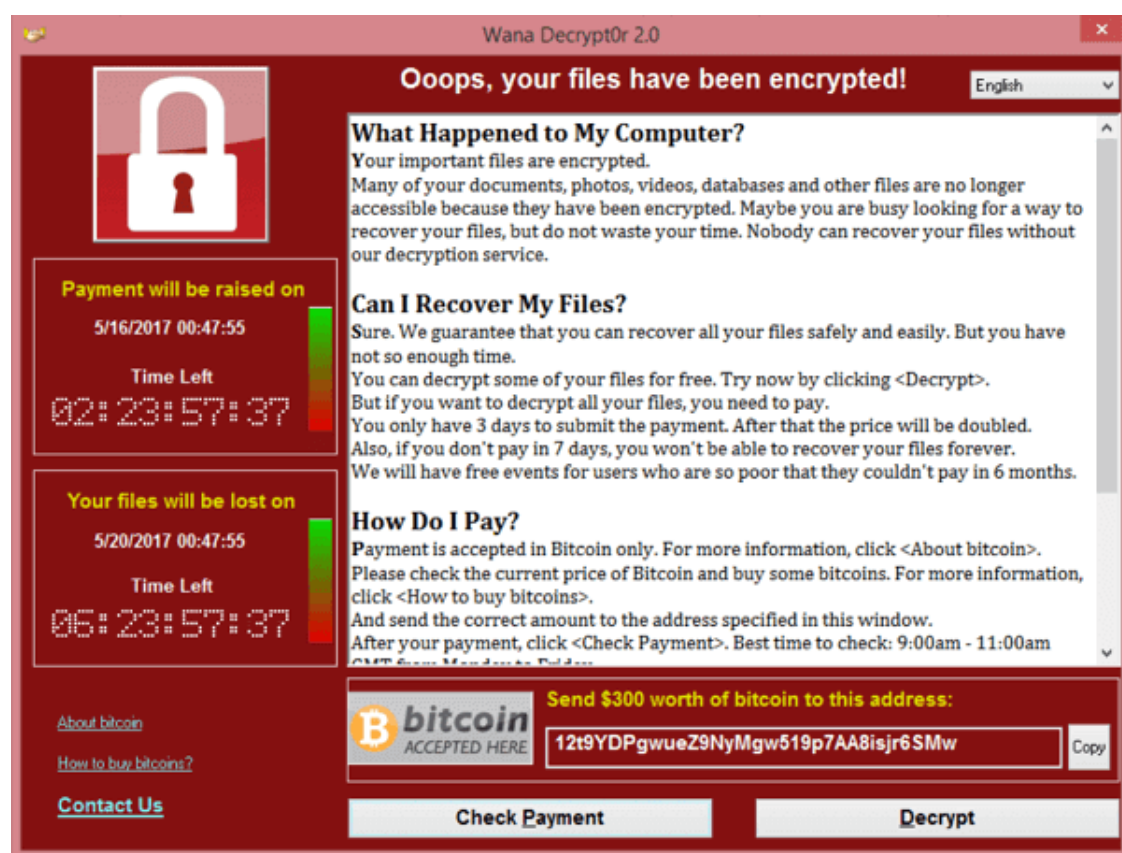 Wana Decrypt0r 2.0
Ooops, your files have been encrypted!
English
What Happened to My Computer?
Your important files are encrypted.
Many of your documents, photos, videos, databases and other files are no longer
accessible because they have been encrypted. Maybe you are busy looking for a way to
recover your files, but do not waste your time. Nobody can recover your files without
our decryption service.
Can I Recover My Files?
Sure. We guarantee that you can recover all your files safely and easily. But you have
not so enough time.
You can decrypt some of your files for free. Try now by clicking <Decrypt>.
But if you want to decrypt all your files, you need to pay.
You only have 3 days to submit the payment. After that the price will be doubled.
Also, if you don't pay in 7 days, you won't be able to recover your files forever.
We will have free events for users who are so poor that they couldn't pay in 6 months.
How Do I Pay?
Payment is accepted in Bitcoin only. For more information, click <About bitcoin>.
Please check the current price of Bitcoin and buy some bitcoins. For more information,
click <How to buy bitcoins>.
And send the correct amount to the address specified in this window.
After your payment, click <Check Payment>. Best time to check: 9:00am - 11:00am
GMT from Monday to Friday.
Payment will be raised on
5/16/2017 00:47:55
Time Left
02:23:57:37
Your files will be lost on
5/20/2017 00:47:55
Time Left
06:23:57:37
About bitcoin
How to buy bitcoins?
Contact Us
bitcoin
ACCEPTED HERE
Send $300 worth of bitcoin to this address:
12t9YDPgwueZ9NyMgw519p7AA8isjr6SMw
Copy
Check Payment
Decrypt